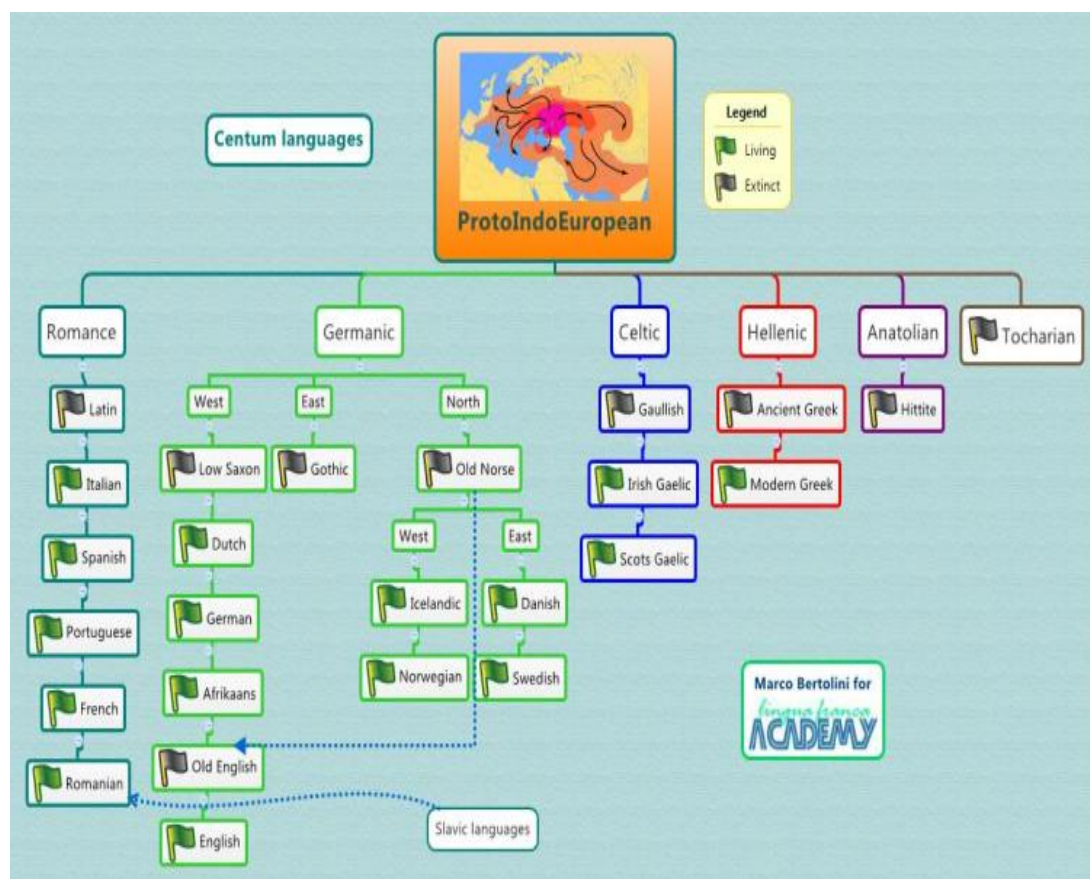 Centum languages
ProtoIndoEuropean
Legend
Living
Extinct
Romance
Germanic
Celtic
Hellenic
Anatolian
Tocharian
Latin
Italian
Spanish
Portuguese
French
Romanian
West
East
North
Low Saxon
Gothic
Old Norse
Dutch
German
Afrikaans
Old English
English
West
East
Icelandic
Danish
Norwegian
Swedish
Gaullish
Irish Gaelic
Scots Gaelic
Ancient Greek
Modern Greek
Hittite
Slavic languages
Marco Bertolini for
lingua franca
ACADEMY